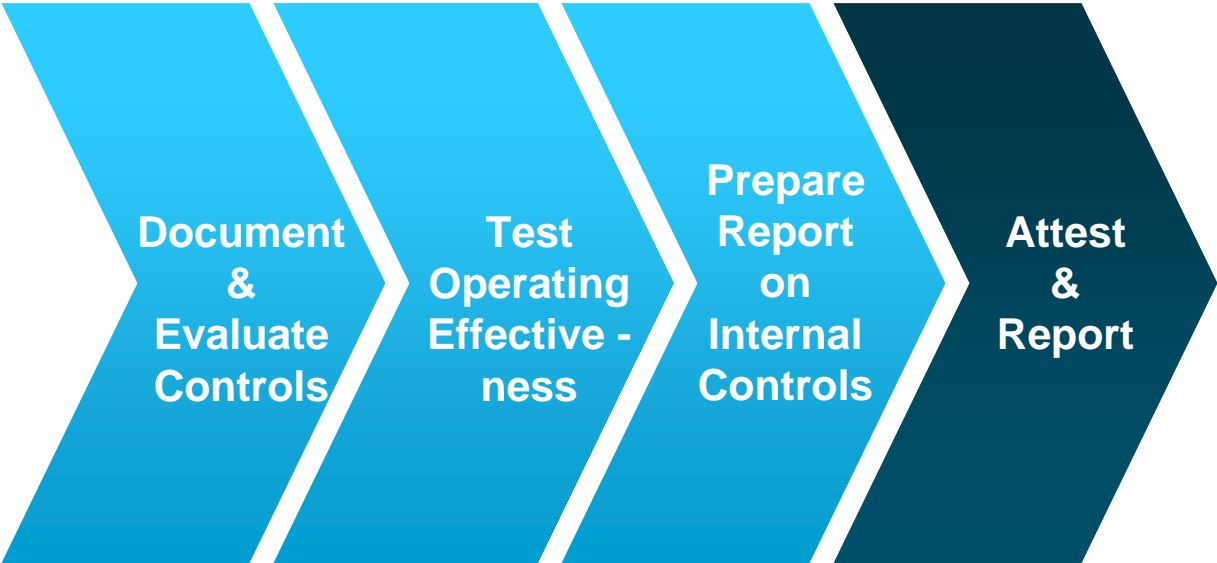 Document
&
Evaluate
Controls
Test
Operating
Effective -
ness
Prepare
Report
on
Internal
Controls
Attest
&
Report